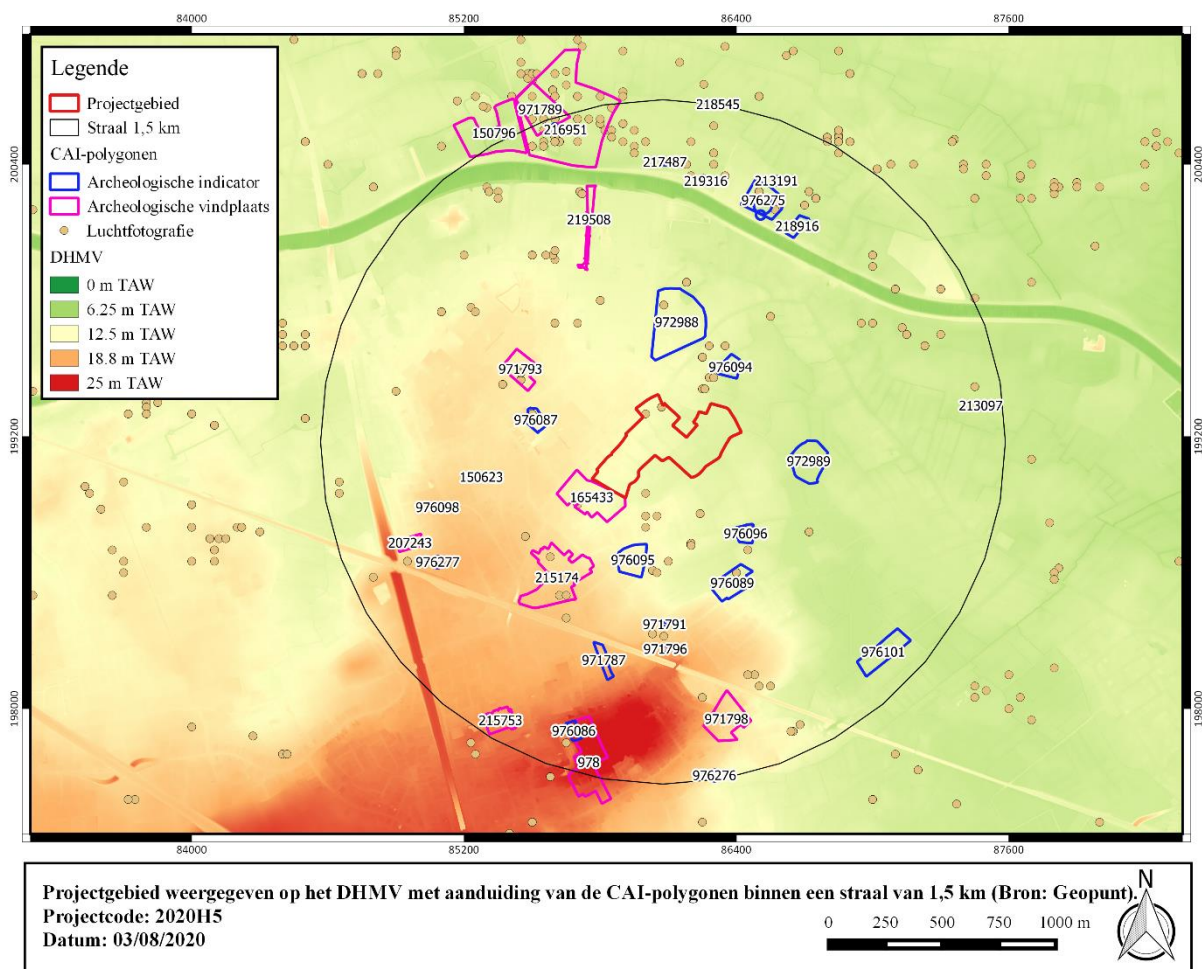 84000 85200 86400 87600
Legende
Projectgebied
Straal 1,5 km
CAI-polygonen
Archeologische indicator
Archeologische vindplaats
Luchtfotografie
DHMV
0 m TAW
6.25 m TAW
12.5 m TAW
18.8 m TAW
25 m TAW
971789
218545
150796
216951
200400
217487
200400
219316
213191
976275
219508
218916
972988
971793
976094
213097
976087
199200
199200
972989
150623
165433
976098
976096
207243
976277
976095
215174
976089
971791
971796
976101
971787
198000
198000
215753
971798
976086
978
976276
84000 85200 86400 87600
Projectgebied weergegeven op het DHMV met aanduiding van de CAI-polygonen binnen een straal van 1,5 km (Bron: Geopunt).
Projectcode: 2020H5
Datum: 03/08/2020
N
0 250 500 750 1000 m